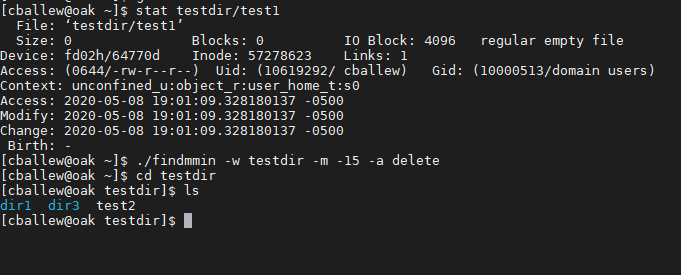 [cballew@oak ~]$ stat testdir/test1
  File: ‘testdir/test1’
  Size: 0               Blocks: 0          IO Block: 4096   regular empty file
Device: fd02h/64770d    Inode: 57278623    Links: 1
Access: (0644/-rw-r--r--)  Uid: (10619292/ cballew)   Gid: (10000513/domain users)
Context: unconfined_u:object_r:user_home_t:s0
Access: 2020-05-08 19:01:09.328180137 -0500
Modify: 2020-05-08 19:01:09.328180137 -0500
Change: 2020-05-08 19:01:09.328180137 -0500
 Birth: -
[cballew@oak ~]$ ./findmmin -w testdir -m -15 -a delete
[cballew@oak ~]$ cd testdir
[cballew@oak testdir]$ ls
dir1  dir3  test2
[cballew@oak testdir]$